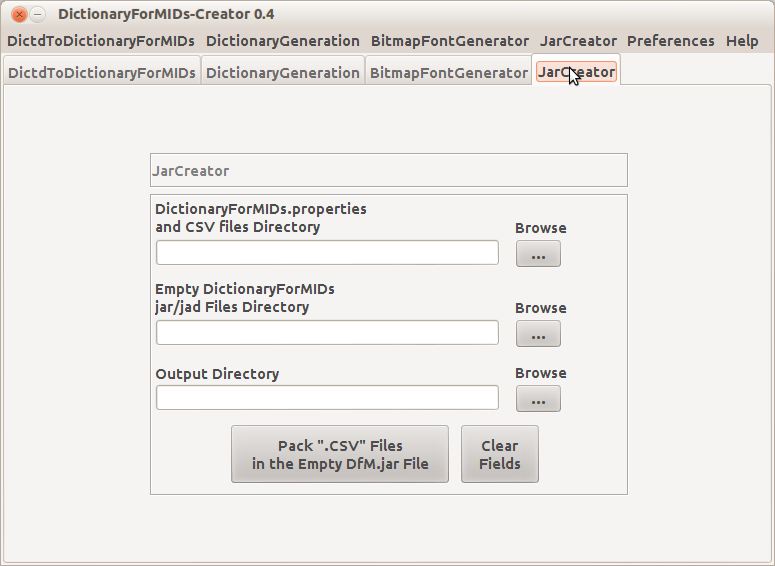 DictionaryForMIDs-Creator 0.4
DictdToDictionaryForMIDs DictionaryGeneration BitmapFontGenerator JarCreator Preferences Help
DictdToDictionaryForMIDs DictionaryGeneration BitmapFontGenerator JarCreator
JarCreator
DictionaryForMIDs.properties
and CSV files Directory
Browse
...
Empty DictionaryForMIDs
jar/jad Files Directory
Browse
...
Output Directory
Browse
...
Pack ".CSV" Files
in the Empty DfM.jar File
Clear
Fields